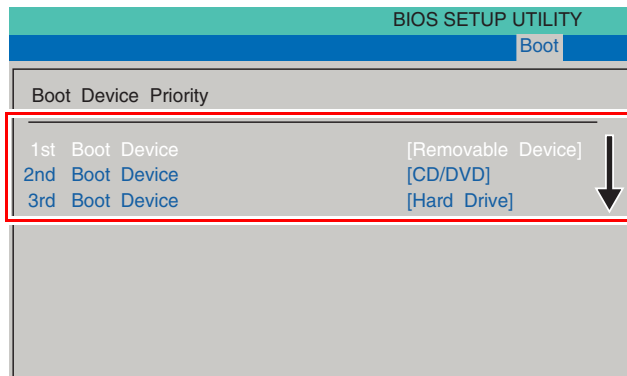 BIOS SETUP UTILITY
Boot
Boot Device Priority
1st Boot Device [Removable Device]
2nd Boot Device [CD/DVD]
3rd Boot Device [Hard Drive]